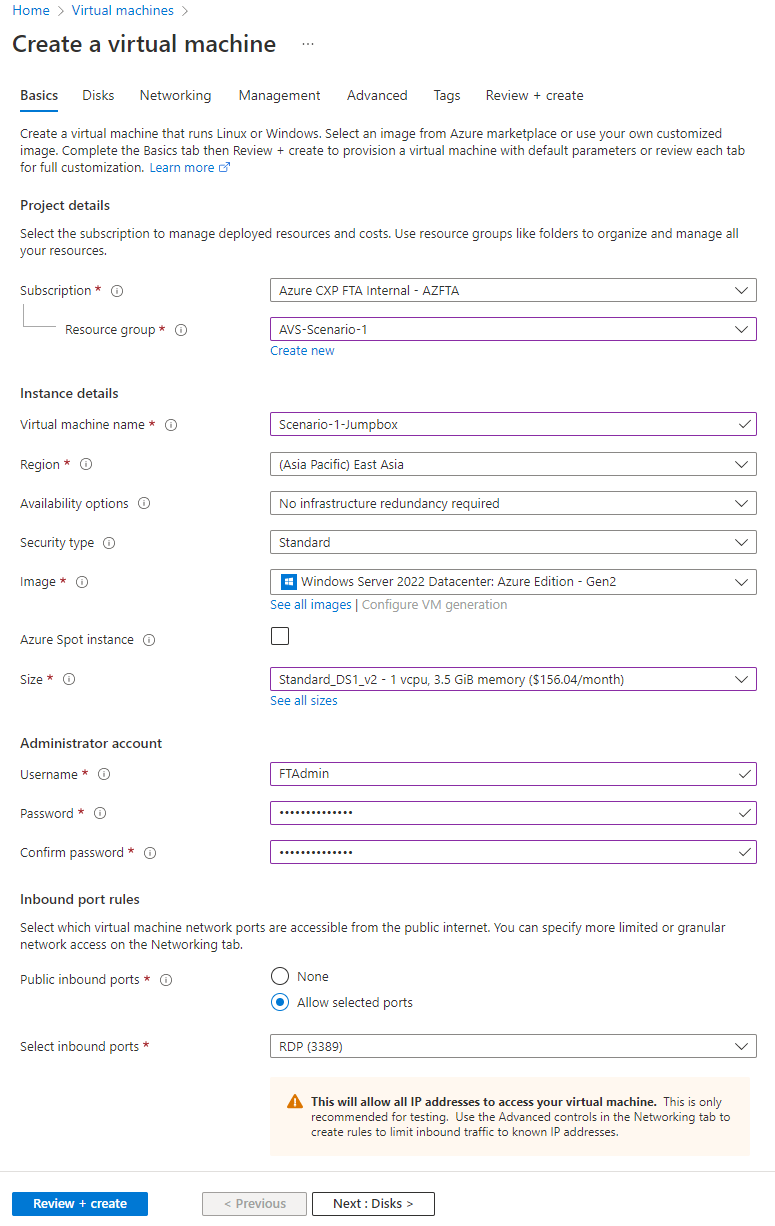 Home > Virtual machines >
Create a virtual machine ...
Basics Disks Networking Management Advanced Tags Review + create
Create a virtual machine that runs Linux or Windows. Select an image from Azure marketplace or use your own customized
image. Complete the Basics tab then Review + create to provision a virtual machine with default parameters or review each tab
for full customization. Learn more
Project details
Select the subscription to manage deployed resources and costs. Use resource groups like folders to organize and manage all
your resources.
Subscription * Azure CXP FTA Internal - AZFTA
Resource group * AVS-Scenario-1
Create new
Instance details
Virtual machine name * Scenario-1-Jumpbox
Region * (Asia Pacific) East Asia
Availability options No infrastructure redundancy required
Security type Standard
Image * Windows Server 2022 Datacenter: Azure Edition - Gen2
See all images | Configure VM generation
Azure Spot instance
Size * Standard_DS1_v2 - 1 vcpu, 3.5 GiB memory ($156.04/month)
See all sizes
Administrator account
Username * FTAdmin
Password * ••••••••••••••
Confirm password * ••••••••••••••
Inbound port rules
Select which virtual machine network ports are accessible from the public internet. You can specify more limited or granular
network access on the Networking tab.
Public inbound ports * None
Allow selected ports
Select inbound ports * RDP (3389)
This will allow all IP addresses to access your virtual machine. This is only
recommended for testing. Use the Advanced controls in the Networking tab to
create rules to limit inbound traffic to known IP addresses.
Review + create < Previous Next : Disks >